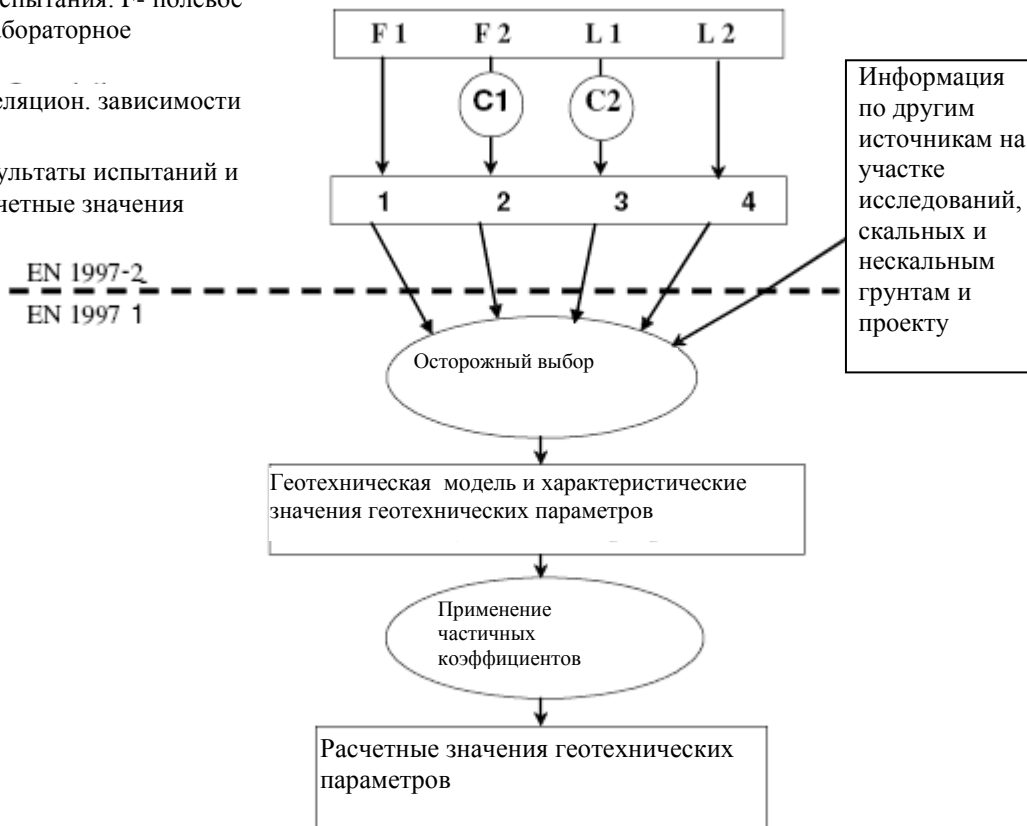 спытания. F- полевое
абораторное
F 1 F 2 L 1 L 2
C1 C2
еляцион. зависимости
ультаты испытаний и
четные значения
1 2 3 4
Информация
по другим
источникам на
участке
исследований,
скальных и
нескальным
грунтам и
проекту
EN 1997-2
EN 1997 1
Осторожный выбор
Геотехническая модель и характеристические
значения геотехнических параметров
Применение
частичных
коэффициентов
Расчетные значения геотехнических
параметров